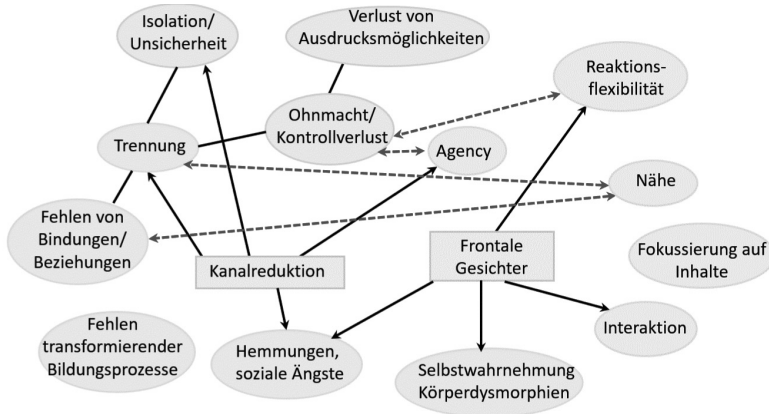 Isolation/
Unsicherheit
Verlust von
Ausdrucksmöglichkeiten
Reaktions-
flexibilität
Ohnmacht/
Kontrollverlust
Trennung
Agency
Nähe
Fehlen von
Bindungen/
Beziehungen
Kanalreduktion
Frontale
Gesichter
Fokussierung auf
Inhalte
Fehlen
transformierender
Bildungsprozesse
Hemmungen,
soziale Ängste
Selbstwahrnehmung
Körperdysmorphien
Interaktion